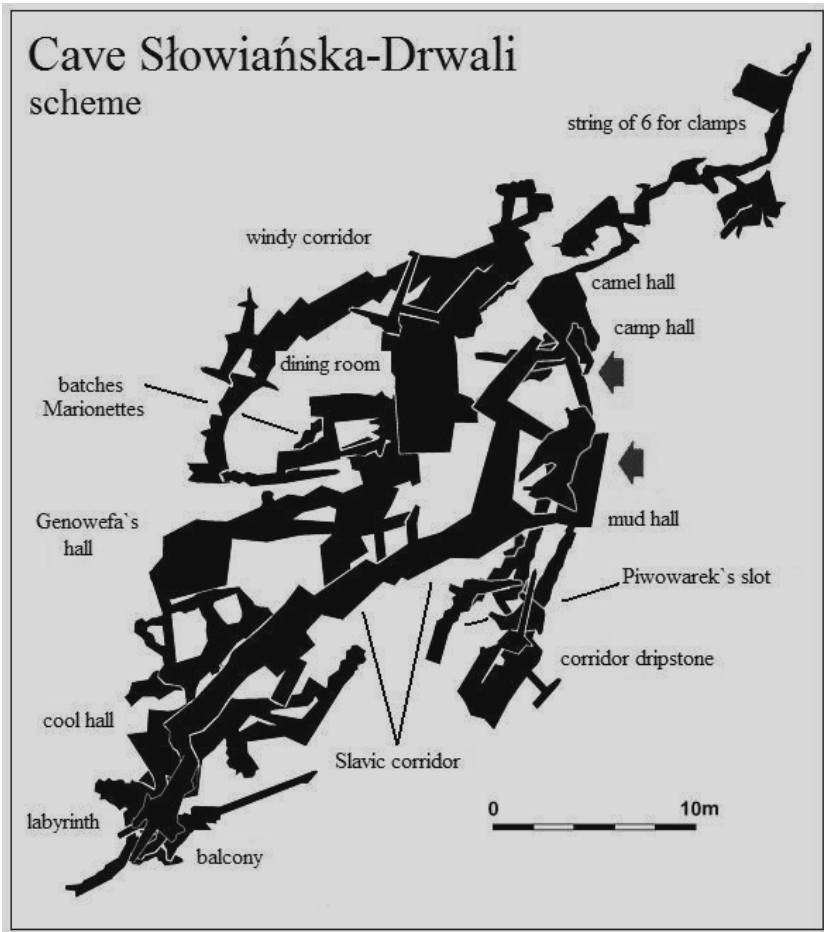 Cave Słowiańska-Drwali
scheme
string of 6 for clamps
windy corridor
camel hall
camp hall
dining room
batches
Marionettes
Genowefa`s
hall
mud hall
Piwowarek`s slot
corridor dripstone
cool hall
Slavic corridor
0 10m
labyrinth
balcony